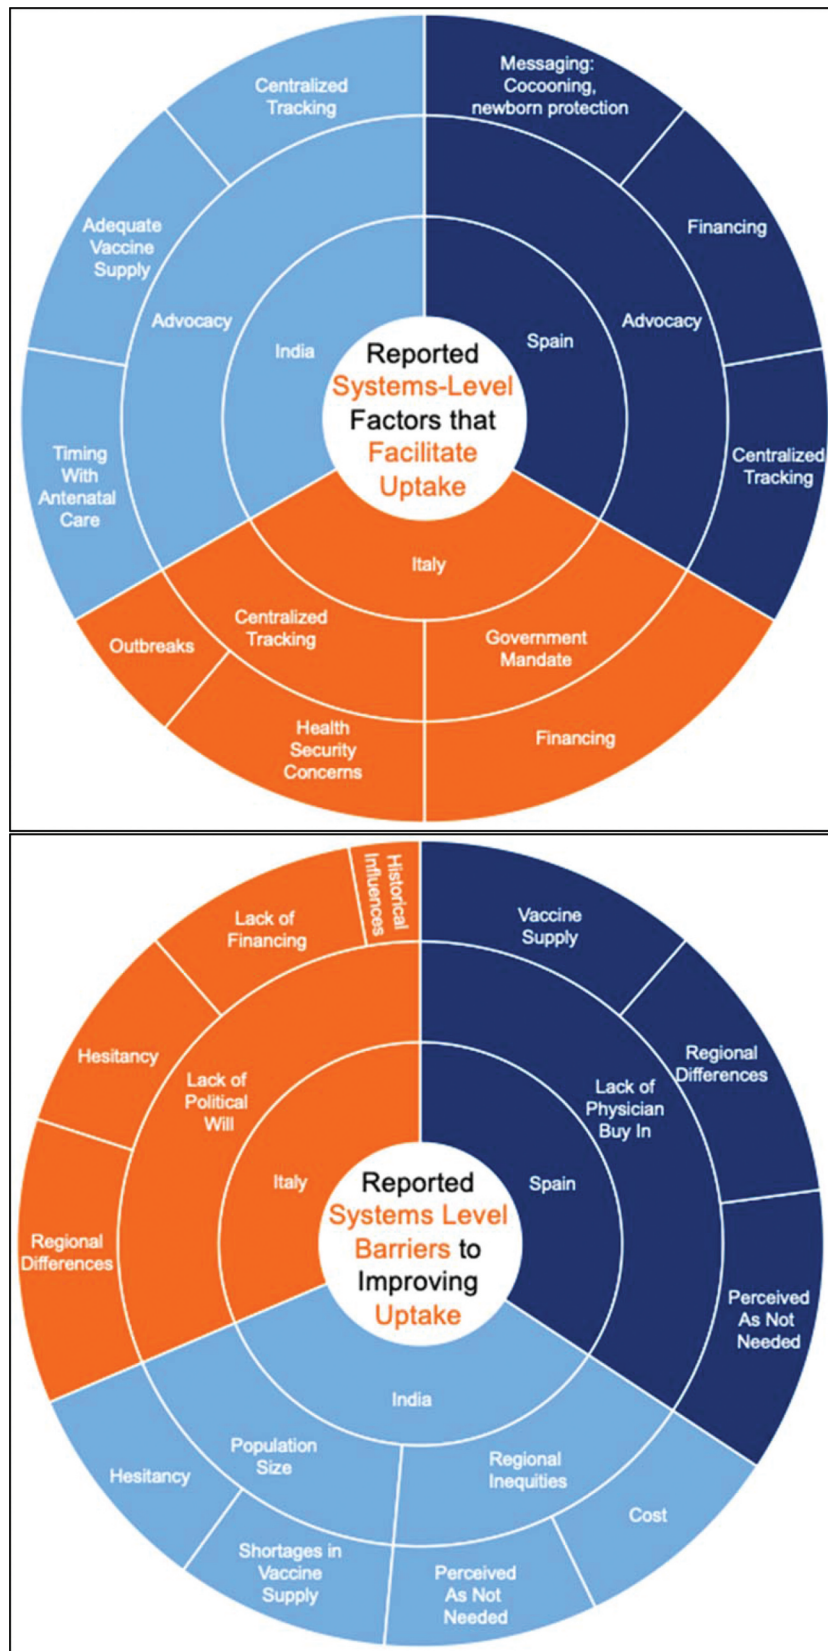 Centralized
Tracking
Messaging:
Cocooning,
newborn protection
Adequate
Vaccine
Supply
Financing
Advocacy
India
Spain
Advocacy
Reported
Systems-Level
Factors that
Facilitate
Uptake
Timing
With
Antenatal
Care
Centralized
Tracking
Italy
Outbreaks
Centralized
Tracking
Government
Mandate
Health
Security
Concerns
Financing
Historical
Influences
Lack of
Financing
Vaccine
Supply
Hesitancy
Regional
Differences
Lack of
Political
Will
Lack of
Physician
Buy In
Italy
Spain
Reported
Systems Level
Barriers to
Improving
Uptake
Regional
Differences
Perceived
As Not
Needed
India
Population
Size
Regional
Inequities
Hesitancy
Cost
Shortages in
Vaccine
Supply
Perceived
As Not
Needed